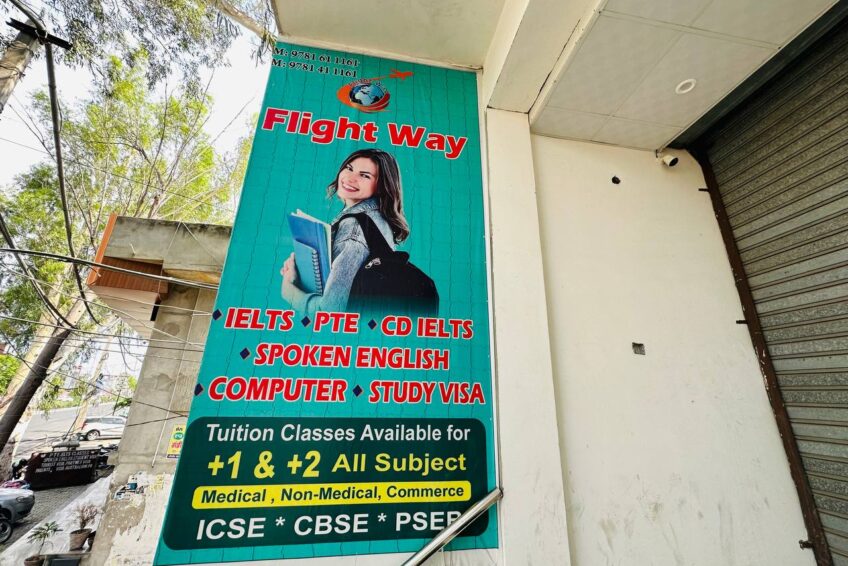 M: 9781 61 1161
M: 9781 41 1161
Flight Way
IELTS PTE CD IELTS
SPOKEN ENGLISH
COMPUTER STUDY VISA
Tuition Classes Available for
+1 & +2 All Subject
Medical , Non-Medical, Commerce
ICSE * CBSE * PSEB